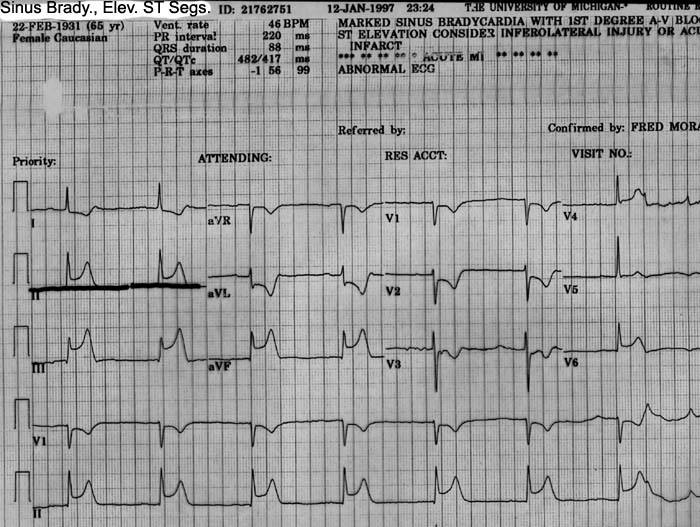 Sinus Brady., Elev. ST Segs. ID: 21762751 12-JAN-1997 23:24 THE UNIVERSITY OF MICHIGAN- ROUTINE
22-FEB-1931 (65 yr) Vent. rate 46 BPM MARKED SINUS BRADYCARDIA WITH 1ST DEGREE A-V BLO
Female Caucasian PR interval 220 ms ST ELEVATION CONSIDER INFEROLATERAL INJURY OR ACU
QRS duration 88 ms INFARCT
QT/QTc 482/417 ms *** ** ** ** * ACUTE MI ** ** ** **
P-R-T axes -1 56 99 ABNORMAL ECG
Referred by: Confirmed by: FRED MORA
Priority: ATTENDING: RES ACCT: VISIT NO.:
I aVR V1 V4
II aVL V2 V5
III aVF V3 V6
V1
II